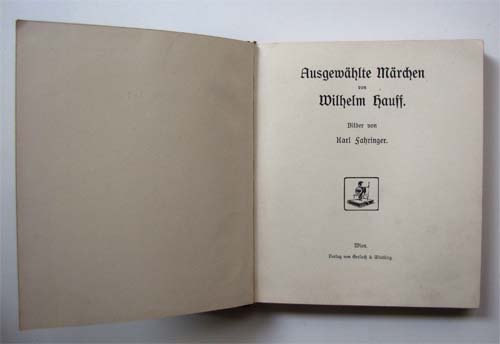 Ausgewählte Märchen
von
Wilhelm Hauff.
Bilder von
Karl Fahringer.
Wien.
Verlag von Gerlach & Wiedling